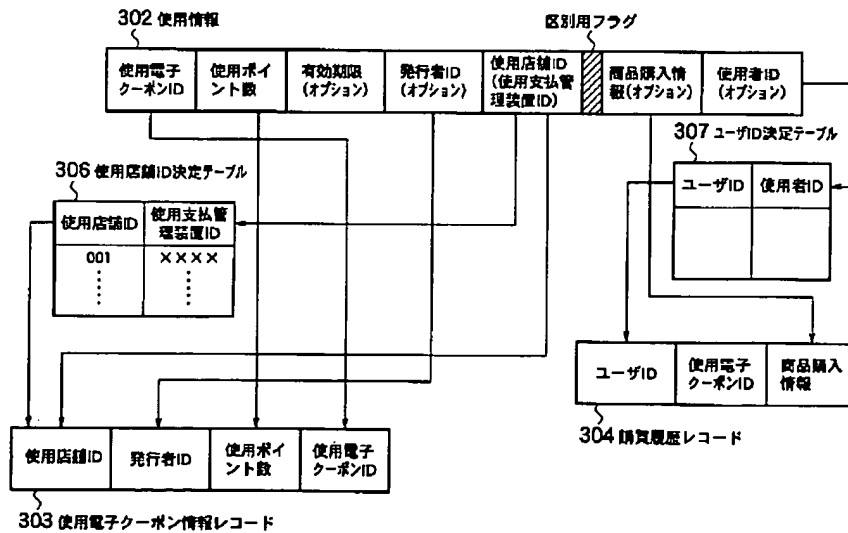 302 使用情報
区別用フラグ
使用電子
クーポンID
使用ポイ
ント数
有効期限
(オプション)
発行者ID
(オプション)
使用店舗ID
(使用支払管
理装置ID)
商品購入情
報(オプション)
使用者ID
(オプション)
307 ユーザID決定テーブル
ユーザID
使用者ID
306 使用店舗ID決定テーブル
使用店舗ID
使用支払管
理装置ID
001
××××
ユーザID
使用電子
クーポンID
商品購入
情報
304 購買履歴レコード
使用店舗ID
発行者ID
使用ポイ
ント数
使用電子
クーポンID
303 使用電子クーポン情報レコード